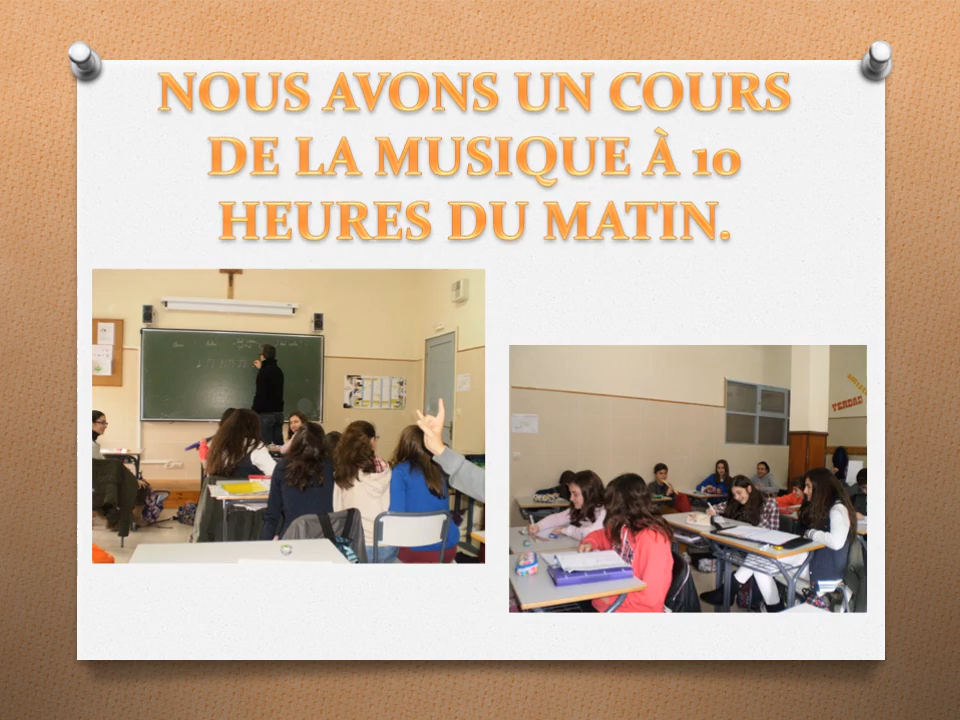 NOUS AVONS UN COURS
DE LA MUSIQUE À 10
HEURES DU MATIN.
VERDAD